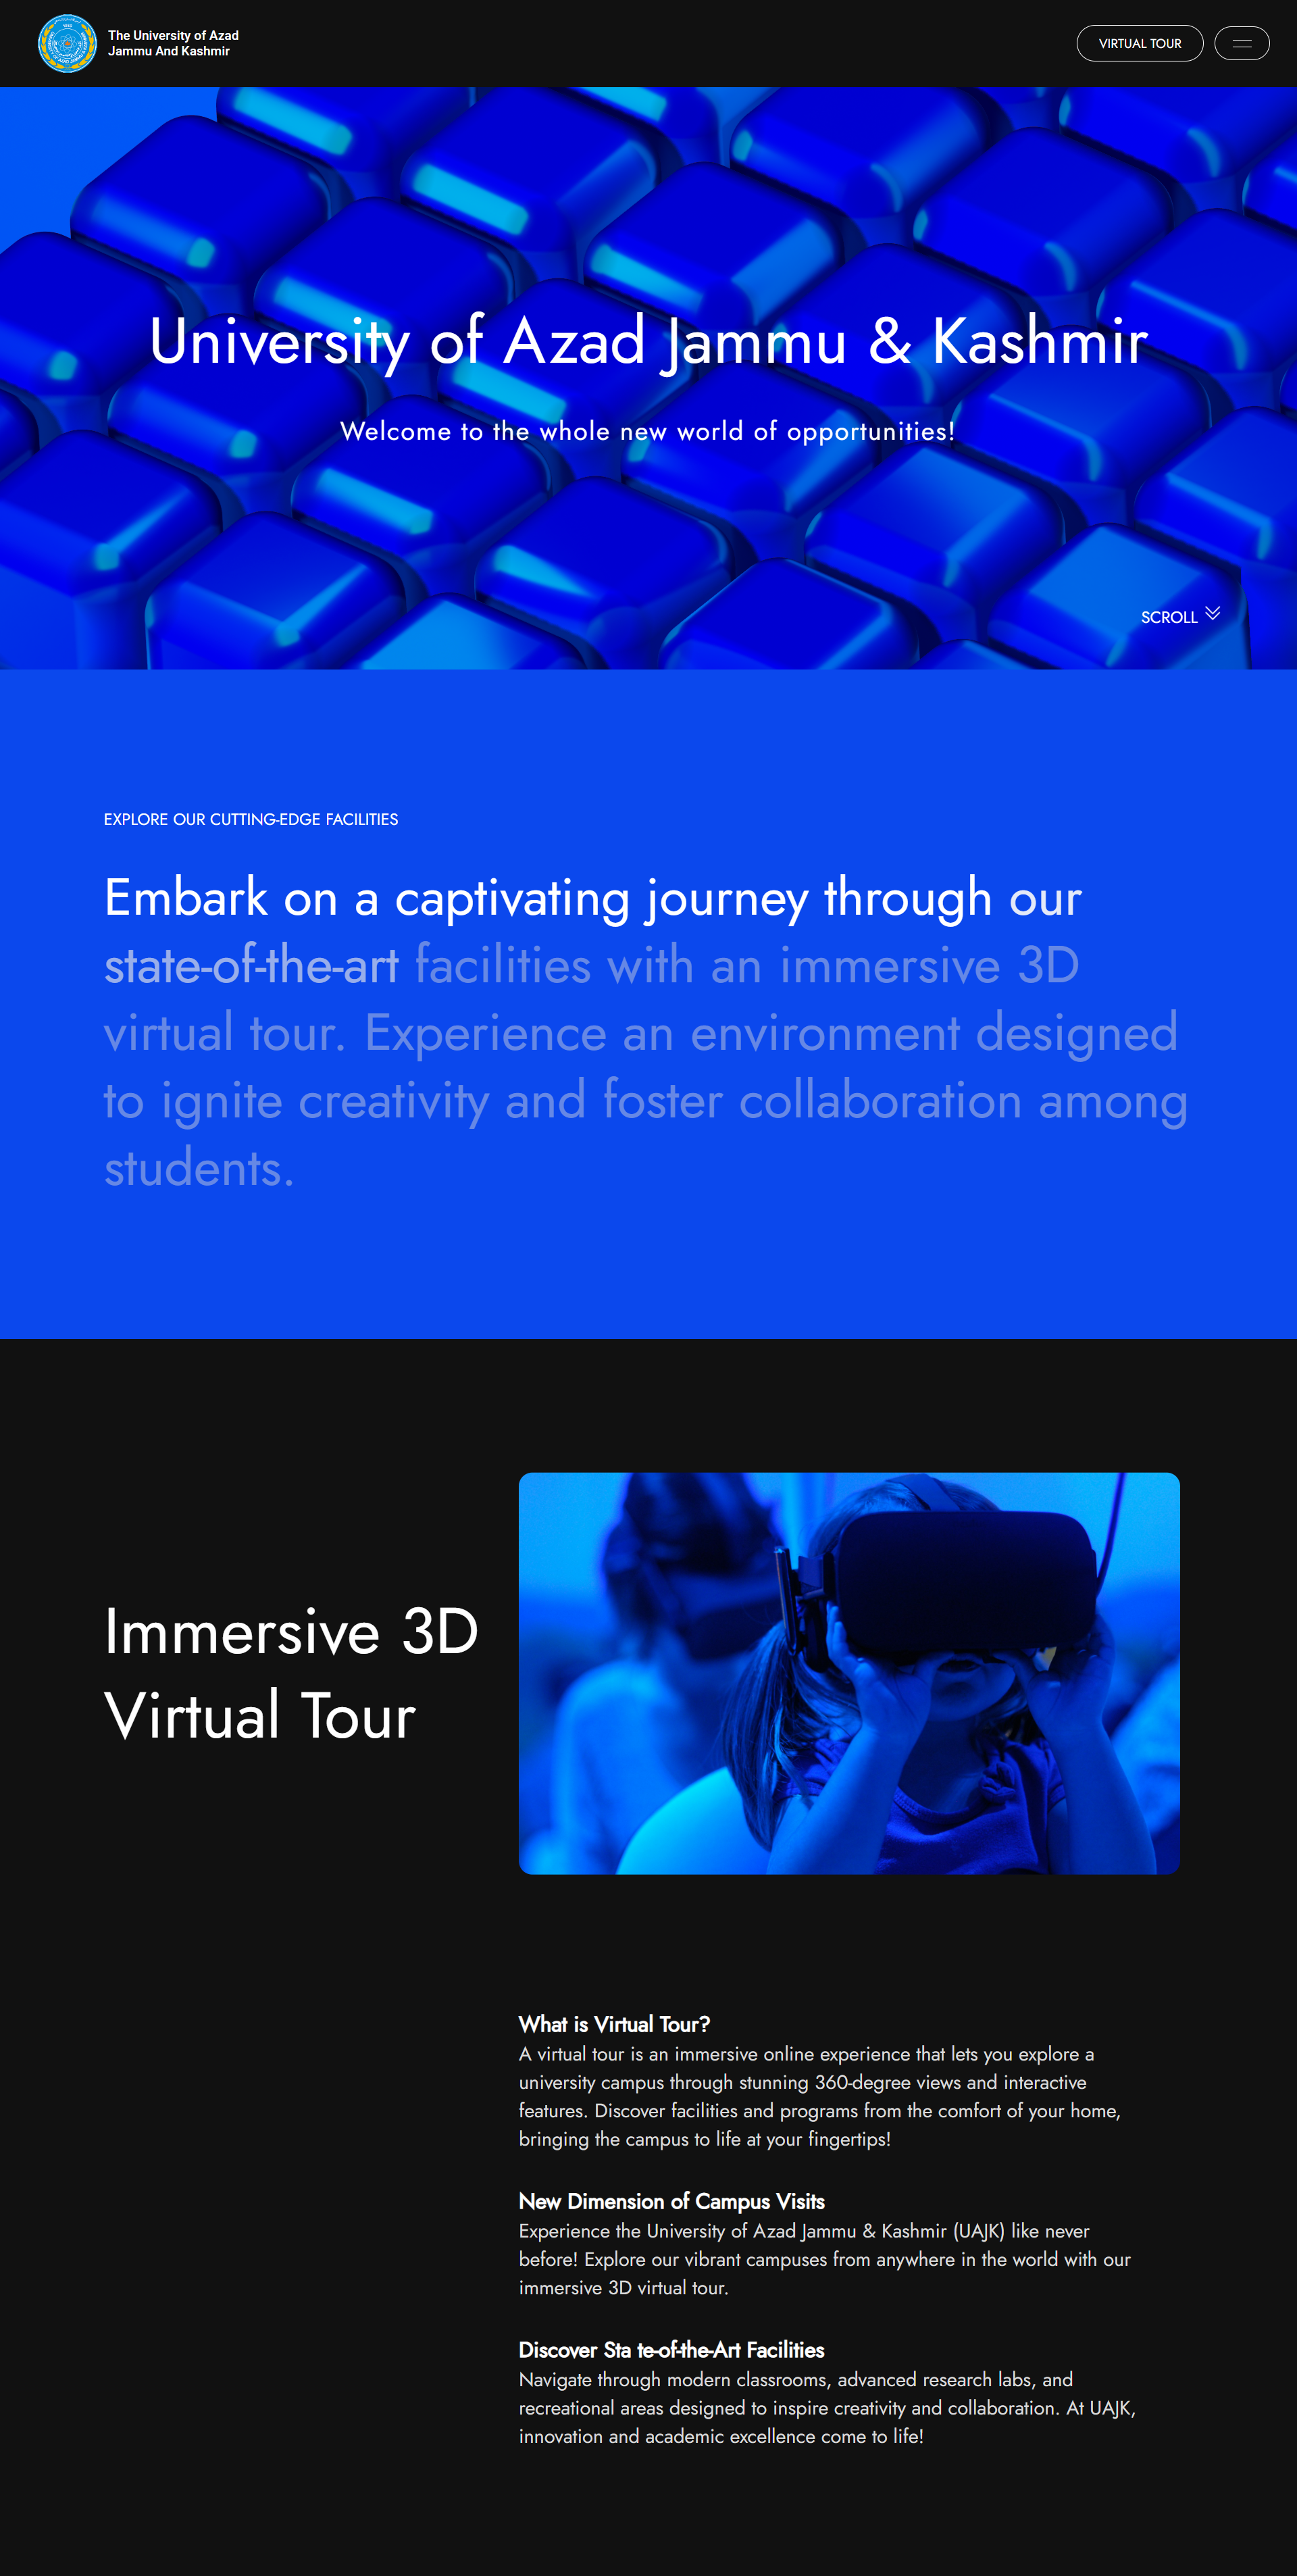 The University of Azad
Jammu And Kashmir
VIRTUAL TOUR
University of Azad Jammu & Kashmir
Welcome to the whole new world of opportunities!
SCROLL
EXPLORE OUR CUTTING-EDGE FACILITIES
Embark on a captivating journey through our
state-of-the-art facilities with an immersive 3D
virtual tour. Experience an environment designed
to ignite creativity and foster collaboration among
students.
Immersive 3D
Virtual Tour
What is Virtual Tour?
A virtual tour is an immersive online experience that lets you explore a
university campus through stunning 360-degree views and interactive
features. Discover facilities and programs from the comfort of your home,
bringing the campus to life at your fingertips!
New Dimension of Campus Visits
Experience the University of Azad Jammu & Kashmir (UAJK) like never
before! Explore our vibrant campuses from anywhere in the world with our
immersive 3D virtual tour.
Discover Sta te-of-the-Art Facilities
Navigate through modern classrooms, advanced research labs, and
recreational areas designed to inspire creativity and collaboration. At UAJK,
innovation and academic excellence come to life!